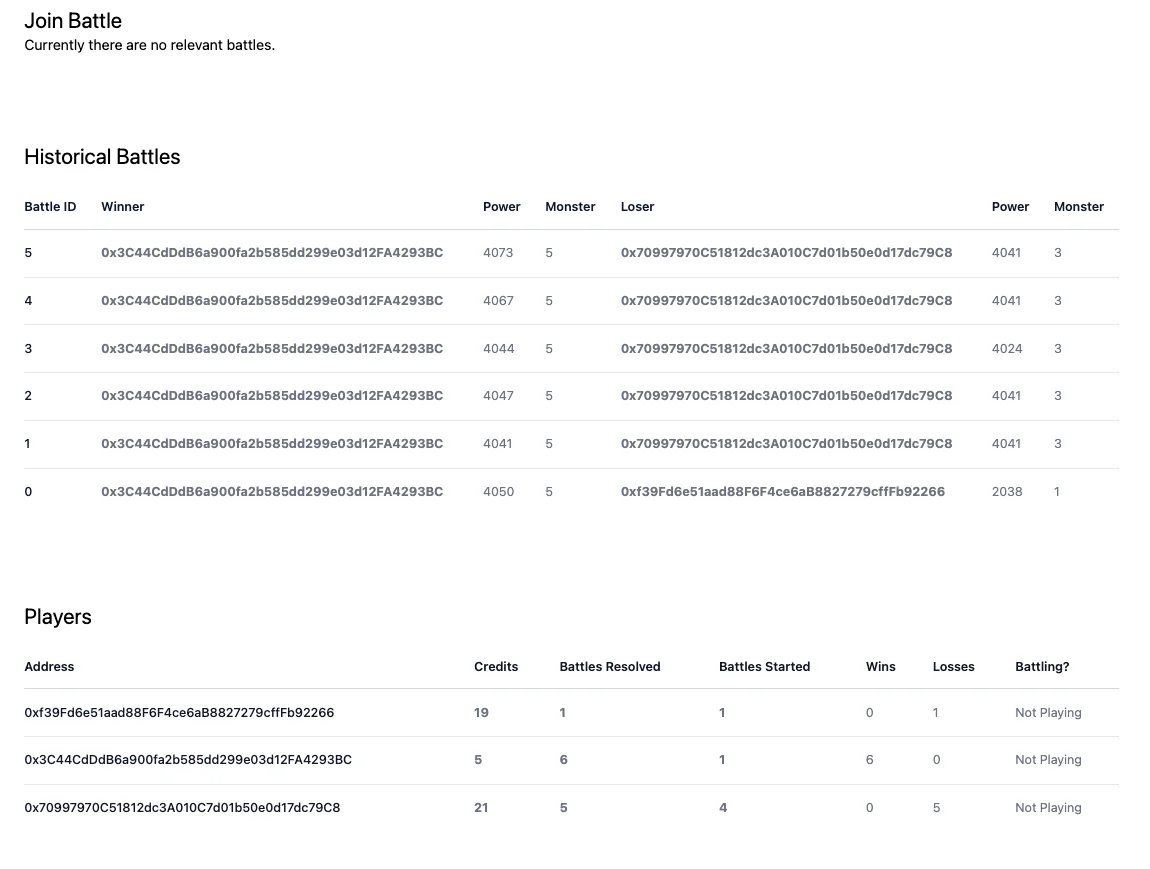 Join Battle
Currently there are no relevant battles.
Historical Battles
Battle ID Winner Power Monster Loser Power Monster
5 0x3C44CdDdB6a900fa2b585dd299e03d12FA4293BC 4073 5 0x70997970C51812dc3A010C7d01b50e0d17dc79C8 4041 3
4 0x3C44CdDdB6a900fa2b585dd299e03d12FA4293BC 4067 5 0x70997970C51812dc3A010C7d01b50e0d17dc79C8 4041 3
3 0x3C44CdDdB6a900fa2b585dd299e03d12FA4293BC 4044 5 0x70997970C51812dc3A010C7d01b50e0d17dc79C8 4024 3
2 0x3C44CdDdB6a900fa2b585dd299e03d12FA4293BC 4047 5 0x70997970C51812dc3A010C7d01b50e0d17dc79C8 4041 3
1 0x3C44CdDdB6a900fa2b585dd299e03d12FA4293BC 4041 5 0x70997970C51812dc3A010C7d01b50e0d17dc79C8 4041 3
0 0x3C44CdDdB6a900fa2b585dd299e03d12FA4293BC 4050 5 0xf39Fd6e51aad88F6F4ce6aB8827279cffFb92266 2038 1
Players
Address Credits Battles Resolved Battles Started Wins Losses Battling?
0xf39Fd6e51aad88F6F4ce6aB8827279cffFb92266 19 1 1 0 1 Not Playing
0x3C44CdDdB6a900fa2b585dd299e03d12FA4293BC 5 6 1 6 0 Not Playing
0x70997970C51812dc3A010C7d01b50e0d17dc79C8 21 5 4 0 5 Not Playing